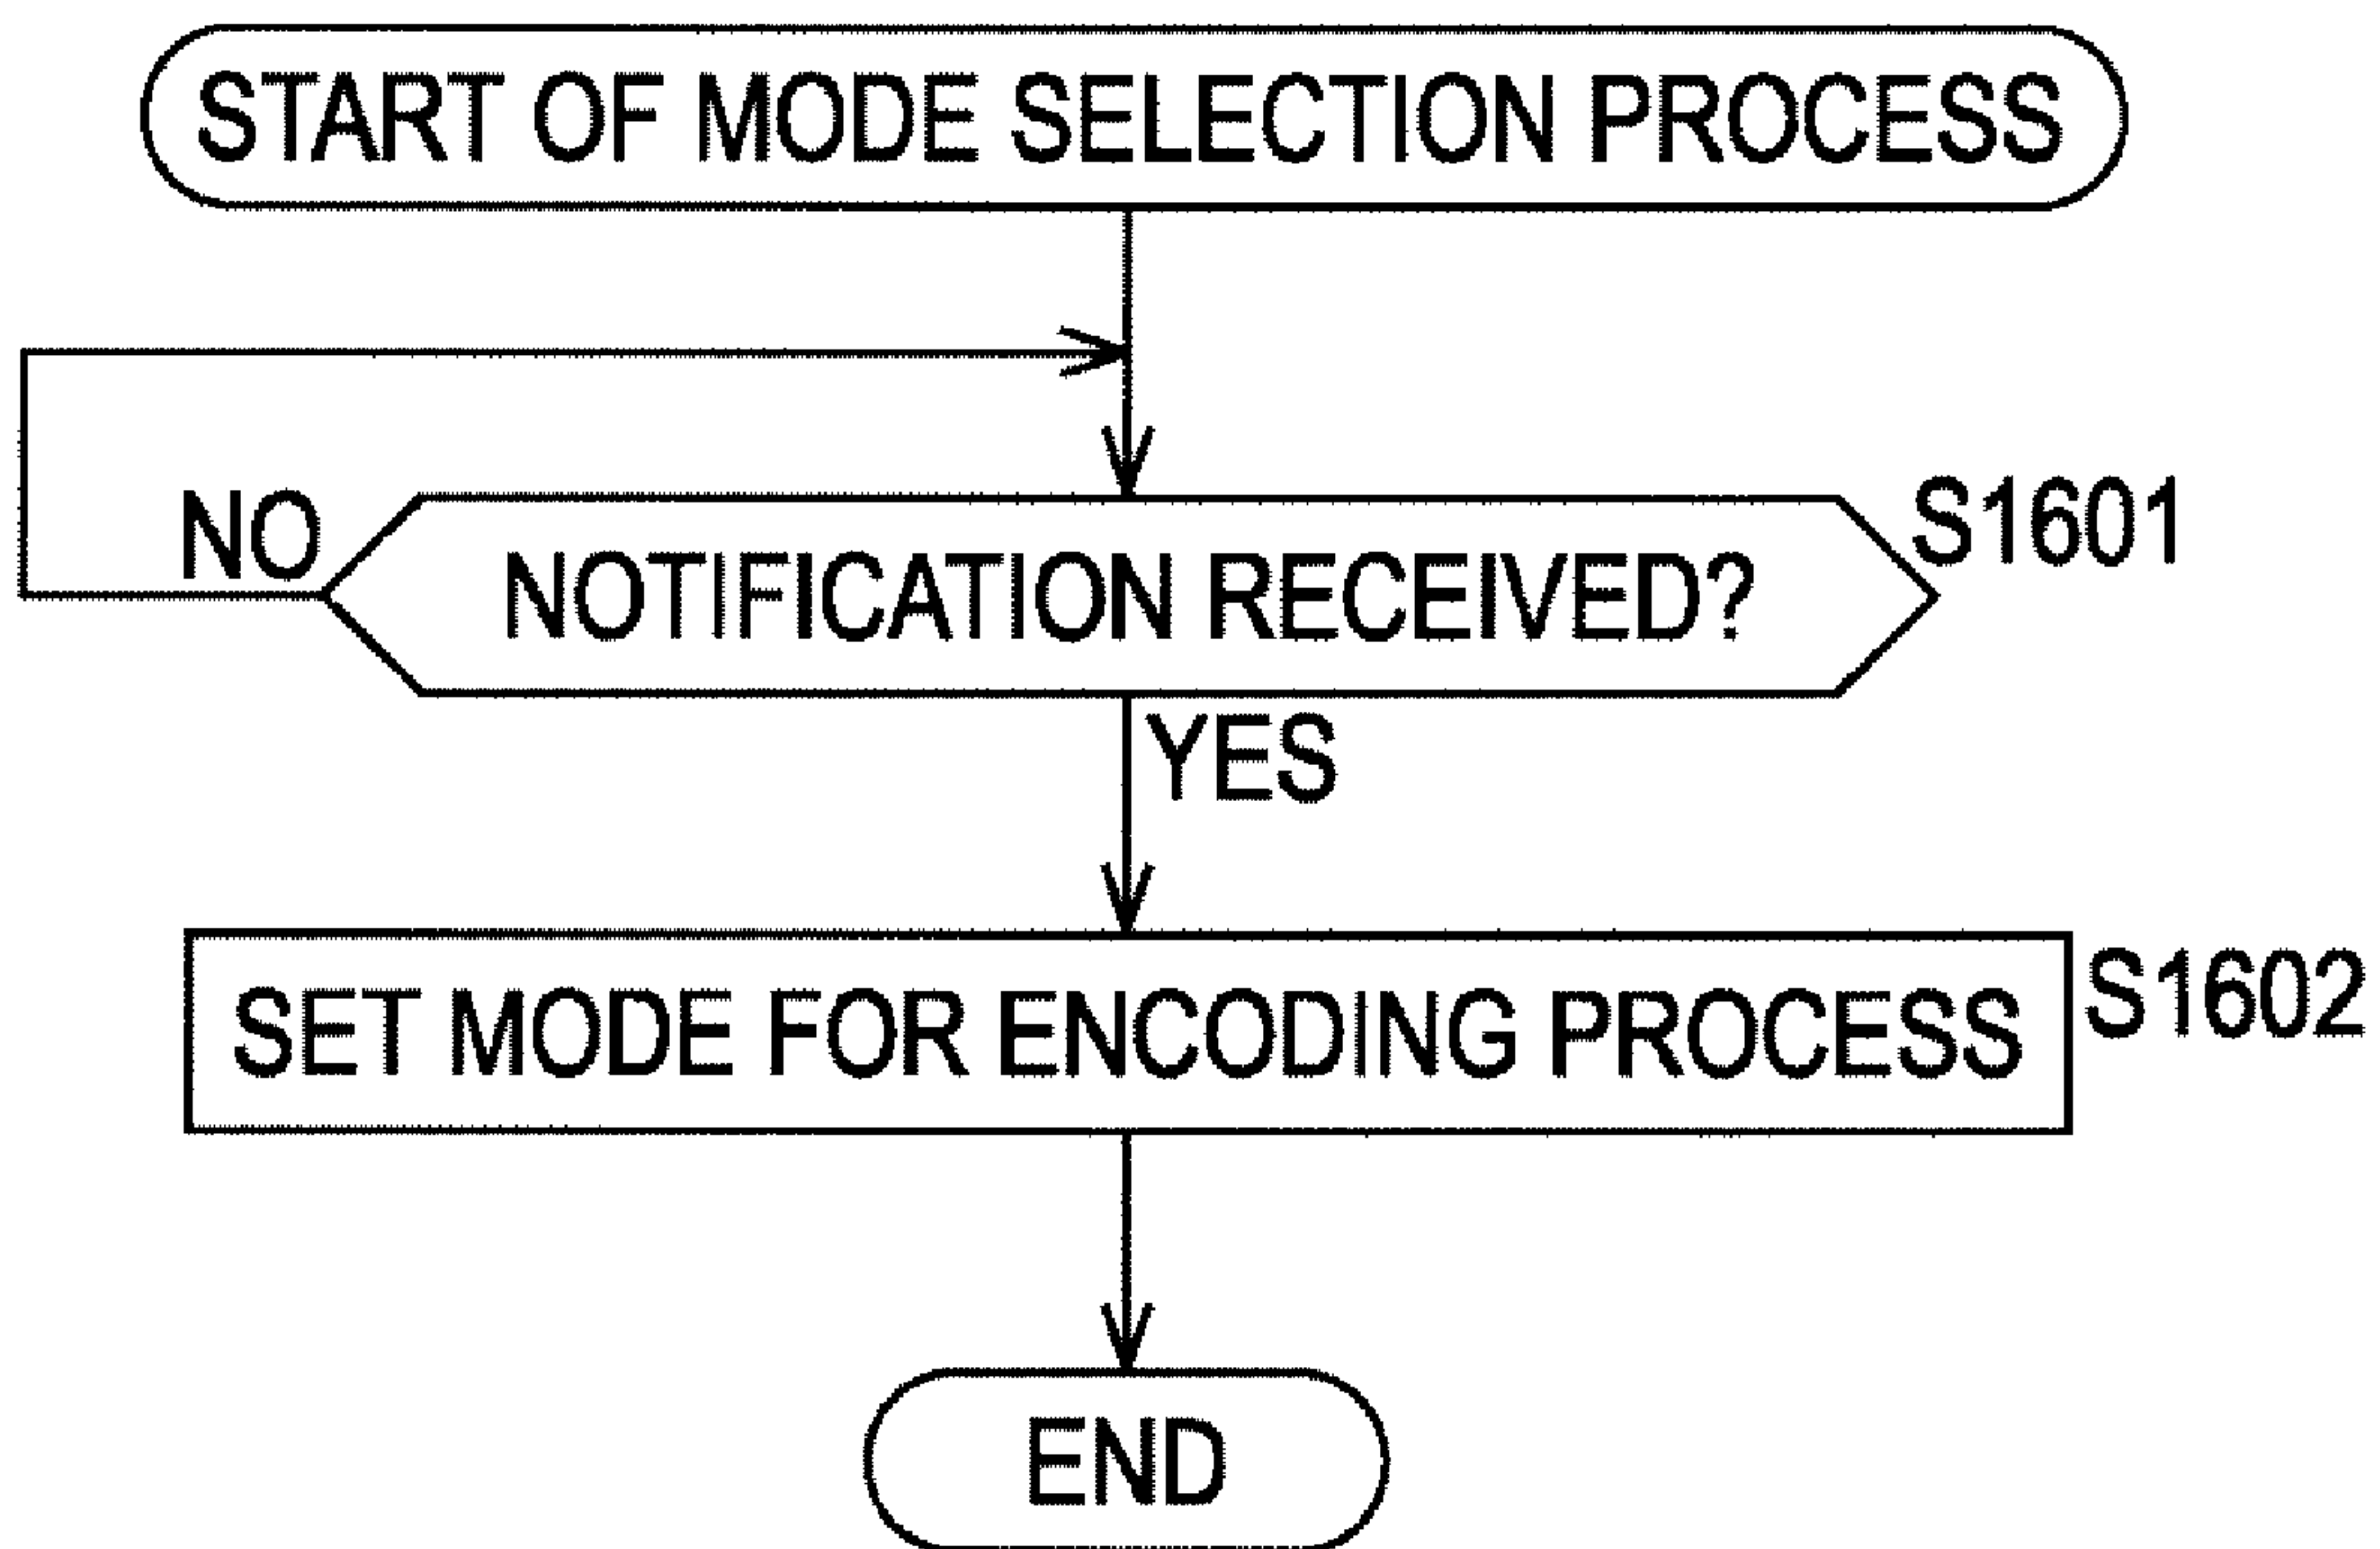 START OF MODE SELECTION PROCESS
NO
NOTIFICATION RECEIVED?
S1601
YES
SET MODE FOR ENCODING PROCESS
S1602
END